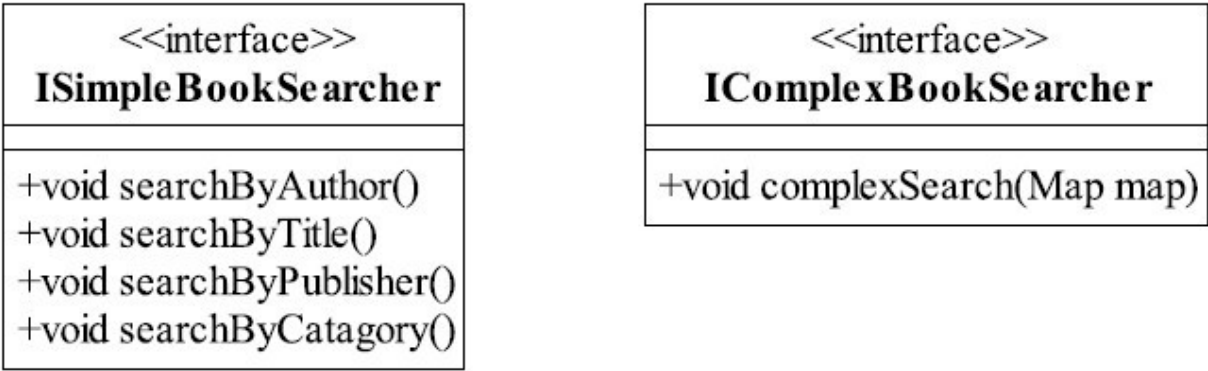 <<interface>>
ISimpleBookSearcher
+void searchByAuthor()
+void searchByTitle()
+void searchByPublisher()
+void searchByCatagory()
<<interface>>
IComplexBookSearcher
+void complexSearch(Map map)